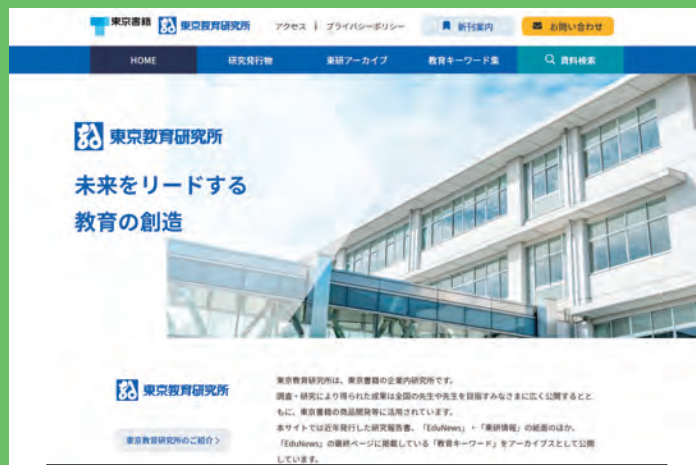 東京書籍 東京教育研究所 アクセス | プライバシーポリシー 新刊案内 お問い合わせ
HOME 研究発行物 東研アーカイブ 教育キーワード集 資料検索
東京教育研究所
未来をリードする
教育の創造
東京教育研究所
東京教育研究所のご紹介 >
東京教育研究所は、東京書籍の企業内研究所です。
調査・研究により得られた成果は全国の先生や先生を目指すみなさまに広く公開するとと
もに、東京書籍の商品開発等に活用されています。
本サイトでは近年発行した研究報告書、「EduNews」・「東研情報」の紙面のほか、
「EduNews」の最終ページに掲載している「教育キーワード」をアーカイブスとして公開
しています。